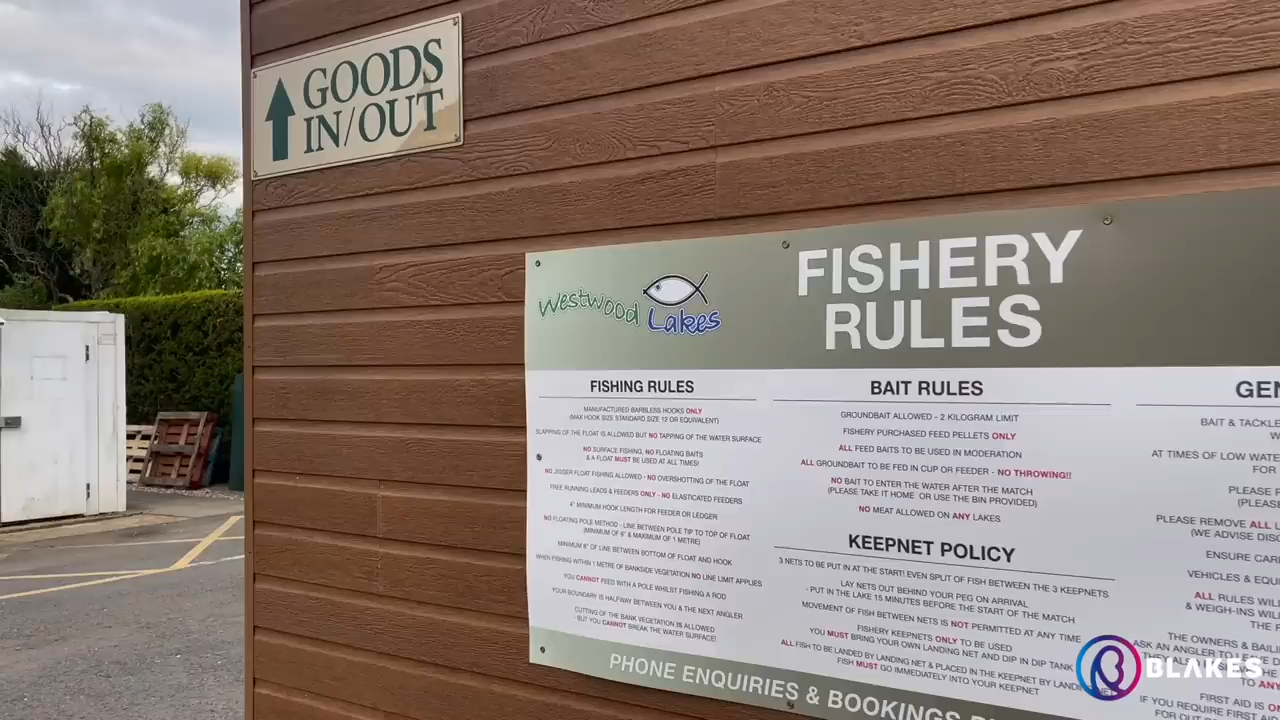 GOODS
IN/OUT
Westwood
Lakes
FISHERY
RULES
FISHING RULES
MANUFACTURED BARBLESS HOOKS ONLY
(MAX HOOK SIZE STANDARD SIZE 12 OR EQUIVALENT)
SLAPPING OF THE FLOAT IS ALLOWED BUT NO TAPPING OF THE WATER SURFACE
NO SURFACE FISHING, NO FLOATING BAITS
& A FLOAT MUST BE USED AT ALL TIMES!
NO JIGGER FLOAT FISHING ALLOWED - NO OVERSHOTTING OF THE FLOAT
FREE RUNNING LEADS & FEEDERS ONLY - NO ELASTICATED FEEDERS
4" MINIMUM HOOK LENGTH FOR FEEDER OR LEDGER
NO FLOATING POLE METHOD - LINE BETWEEN POLE TIP TO TOP OF FLOAT
(MINIMUM OF 6" & MAXIMUM OF 1 METRE)
MINIMUM 6" OF LINE BETWEEN BOTTOM OF FLOAT AND HOOK
WHEN FISHING WITHIN 1 METRE OF BANKSIDE VEGETATION NO LINE LIMIT APPLIES
YOU CANNOT FEED WITH A POLE WHILST FISHING A ROD
YOUR BOUNDARY IS HALFWAY BETWEEN YOU & THE NEXT ANGLER
CUTTING OF THE BANK VEGETATION IS ALLOWED
- BUT YOU CANNOT BREAK THE WATER SURFACE!
BAIT RULES
GROUNDBAIT ALLOWED - 2 KILOGRAM LIMIT
FISHERY PURCHASED FEED PELLETS ONLY
ALL FEED BAITS TO BE USED IN MODERATION
ALL GROUNDBAIT TO BE FED IN CUP OR FEEDER - NO THROWING!!
NO BAIT TO ENTER THE WATER AFTER THE MATCH
(PLEASE TAKE IT HOME OR USE THE BIN PROVIDED)
NO MEAT ALLOWED ON ANY LAKES
KEEPNET POLICY
3 NETS TO BE PUT IN AT THE START! EVEN SPLIT OF FISH BETWEEN THE 3 KEEPNETS
LAY NETS OUT BEHIND YOUR PEG ON ARRIVAL
- PUT IN THE LAKE 15 MINUTES BEFORE THE START OF THE MATCH
MOVEMENT OF FISH BETWEEN NETS IS NOT PERMITTED AT ANY TIME
FISHERY KEEPNETS ONLY TO BE USED
YOU MUST BRING YOUR OWN LANDING NET AND DIP IN DIP TANK
ALL FISH TO BE LANDED BY LANDING NET & PLACED IN THE KEEPNET BY LANDING
FISH MUST GO IMMEDIATELY INTO YOUR KEEPNET
GEN
BAIT & TACKLE
AT TIMES OF LOW WATER
FOR
PLEASE
(PLEAS
PLEASE REMOVE ALL
(WE ADVISE DISC
ENSURE CAR
VEHICLES & EQUI
ALL RULES WILL
& WEIGH-INS WIL
THE
THE OWNERS & BAILI
ASK AN ANGLER TO LEAVE
TO ANY
FIRST AID IS
IF YOU REQUIRE FIRST
PHONE ENQUIRIES & BOOKINGS
BLAKES